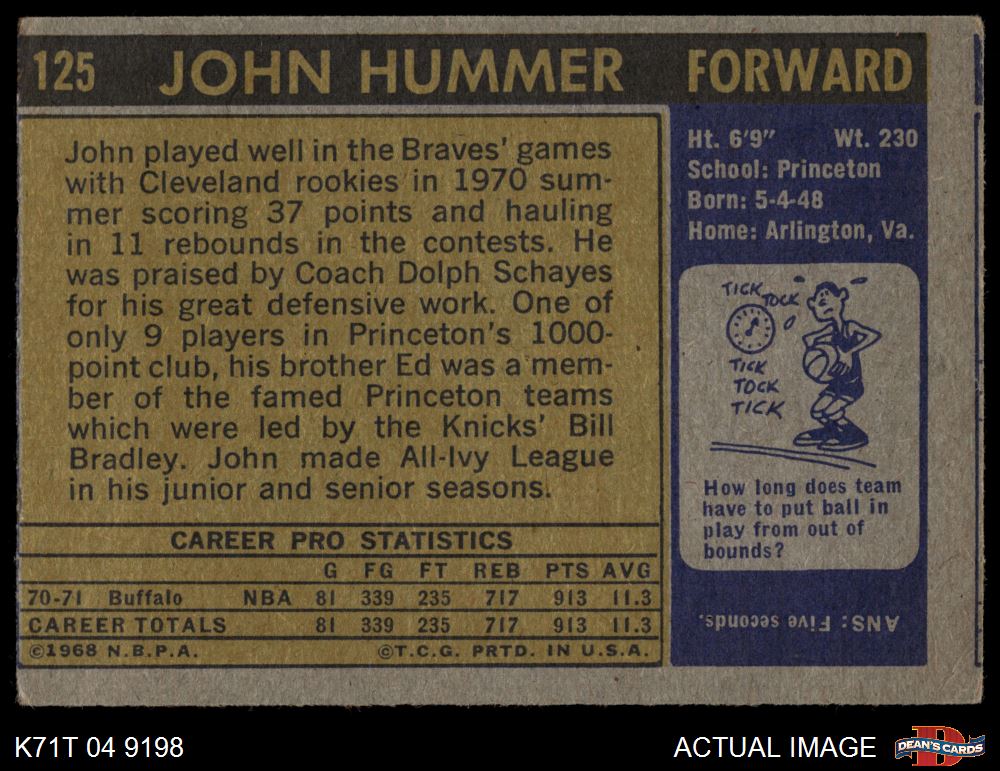 125 JOHN HUMMER FORWARD
John played well in the Braves' games
with Cleveland rookies in 1970 sum-
mer scoring 37 points and hauling
in 11 rebounds in the contests. He
was praised by Coach Dolph Schayes
for his great defensive work. One of
only 9 players in Princeton's 1000-
point club, his brother Ed was a mem-
ber of the famed Princeton teams
which were led by the Knicks' Bill
Bradley. John made All-Ivy League
in his junior and senior seasons.
CAREER PRO STATISTICS
G FG FT REB PTS AVG
70-71 Buffalo NBA 81 339 235 717 913 11.3
CAREER TOTALS 81 339 235 717 913 11.3
©1968 N.B.P.A. ©T.C.G. PRTD. IN U.S.A.
Ht. 6'9" Wt. 230
School: Princeton
Born: 5-4-48
Home: Arlington, Va.
TICK
TOCK
TICK
TOCK
TICK
How long does team
have to put ball in
play from out of
bounds?
ANS: Five seconds.
K71T 04 9198
ACTUAL IMAGE
D
DEAN'S CARDS